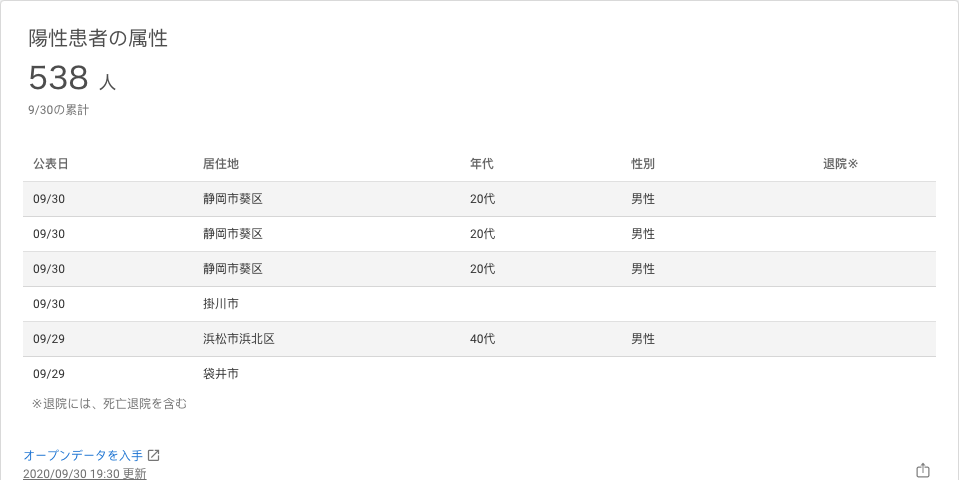 陽性患者の属性
538 人
9/30の累計
公表日 居住地 年代 性別 退院※
09/30 静岡市葵区 20代 男性
09/30 静岡市葵区 20代 男性
09/30 静岡市葵区 20代 男性
09/30 掛川市
09/29 浜松市浜北区 40代 男性
09/29 袋井市
※退院には、死亡退院を含む
オープンデータを入手
2020/09/30 19:30 更新